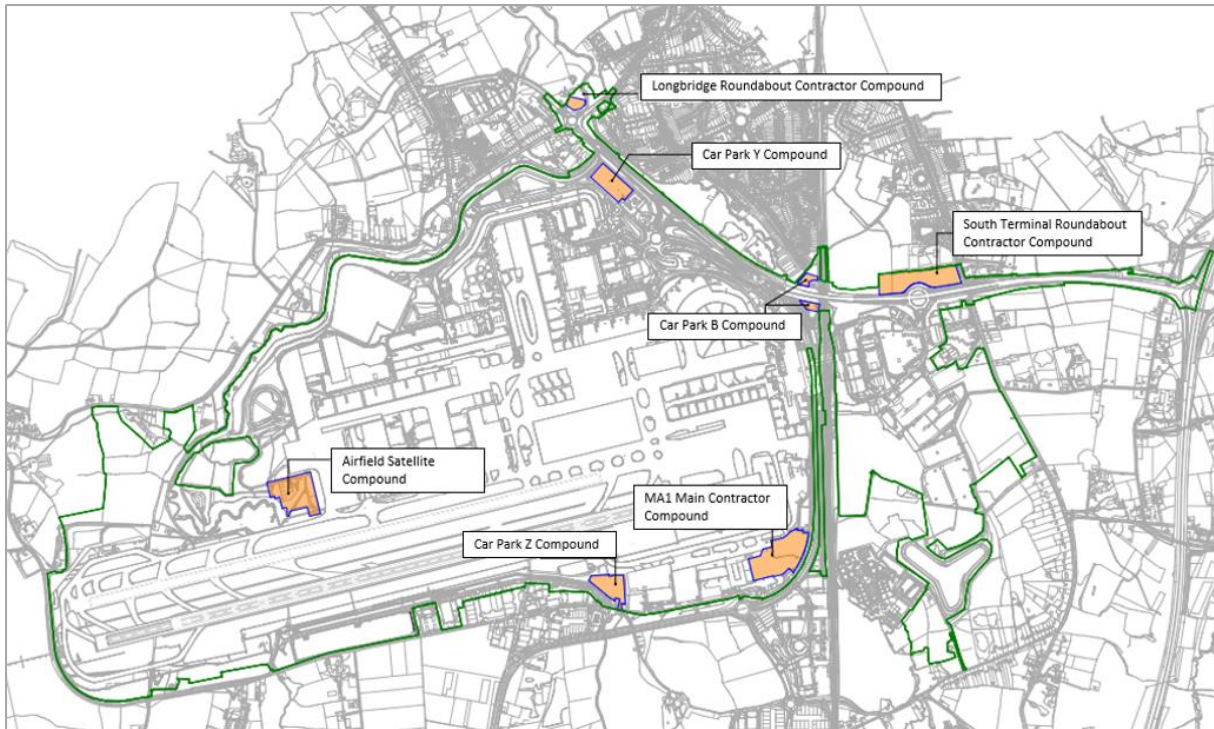 Longbridge Roundabout Contractor Compound
Car Park Y Compound
South Terminal Roundabout
Contractor Compound
Car Park B Compound
Airfield Satellite
Compound
MA1 Main Contractor
Compound
Car Park Z Compound